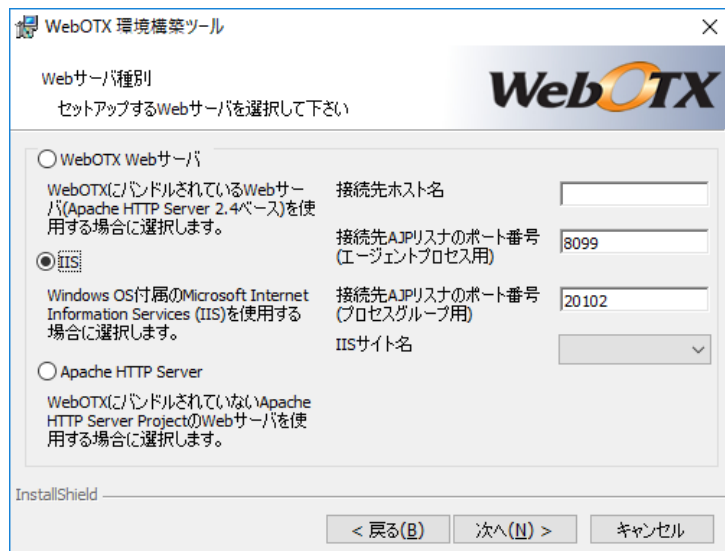 WebOTX 環境構築ツール
Webサーバ種別
セットアップするWebサーバを選択して下さい
WebOTX
WebOTX Webサーバ
WebOTXにバンドルされているWebサー
バ(Apache HTTP Server 2.4ベース)を使
用する場合に選択します。
IIS
Windows OS付属のMicrosoft Internet
Information Services (IIS)を使用する
場合に選択します。
Apache HTTP Server
WebOTXにバンドルされていないApache
HTTP Server ProjectのWebサーバを使
用する場合に選択します。
接続先ホスト名
接続先AJPリスナのポート番号
(エージェントプロセス用)
8099
接続先AJPリスナのポート番号
(プロセスグループ用)
20102
IISサイト名
InstallShield
< 戻る(B)
次へ(N) >
キャンセル